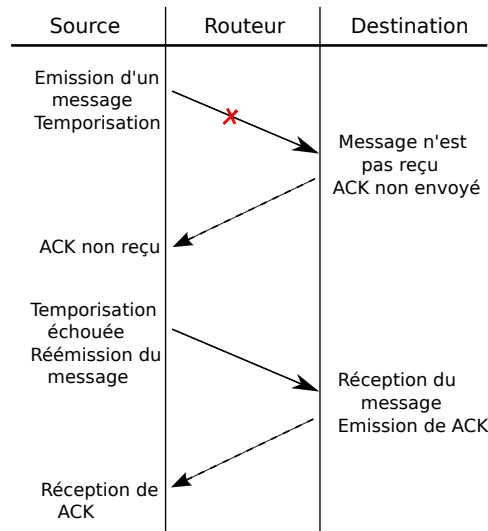 Source
Routeur
Destination
Emission d'un
message
Temporisation
Message n'est
pas reçu
ACK non envoyé
ACK non reçu
Temporisation
échouée
Réémission du
message
Réception du
message
Emission de ACK
Réception de
ACK